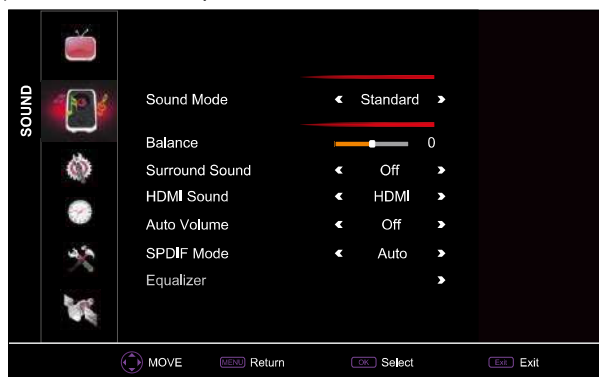 SOUND
Sound Mode Standard
Balance 0
Surround Sound Off
HDMI Sound HDMI
Auto Volume Off
SPDIF Mode Auto
Equalizer
MOVE MENU Return OK Select Exit Exit